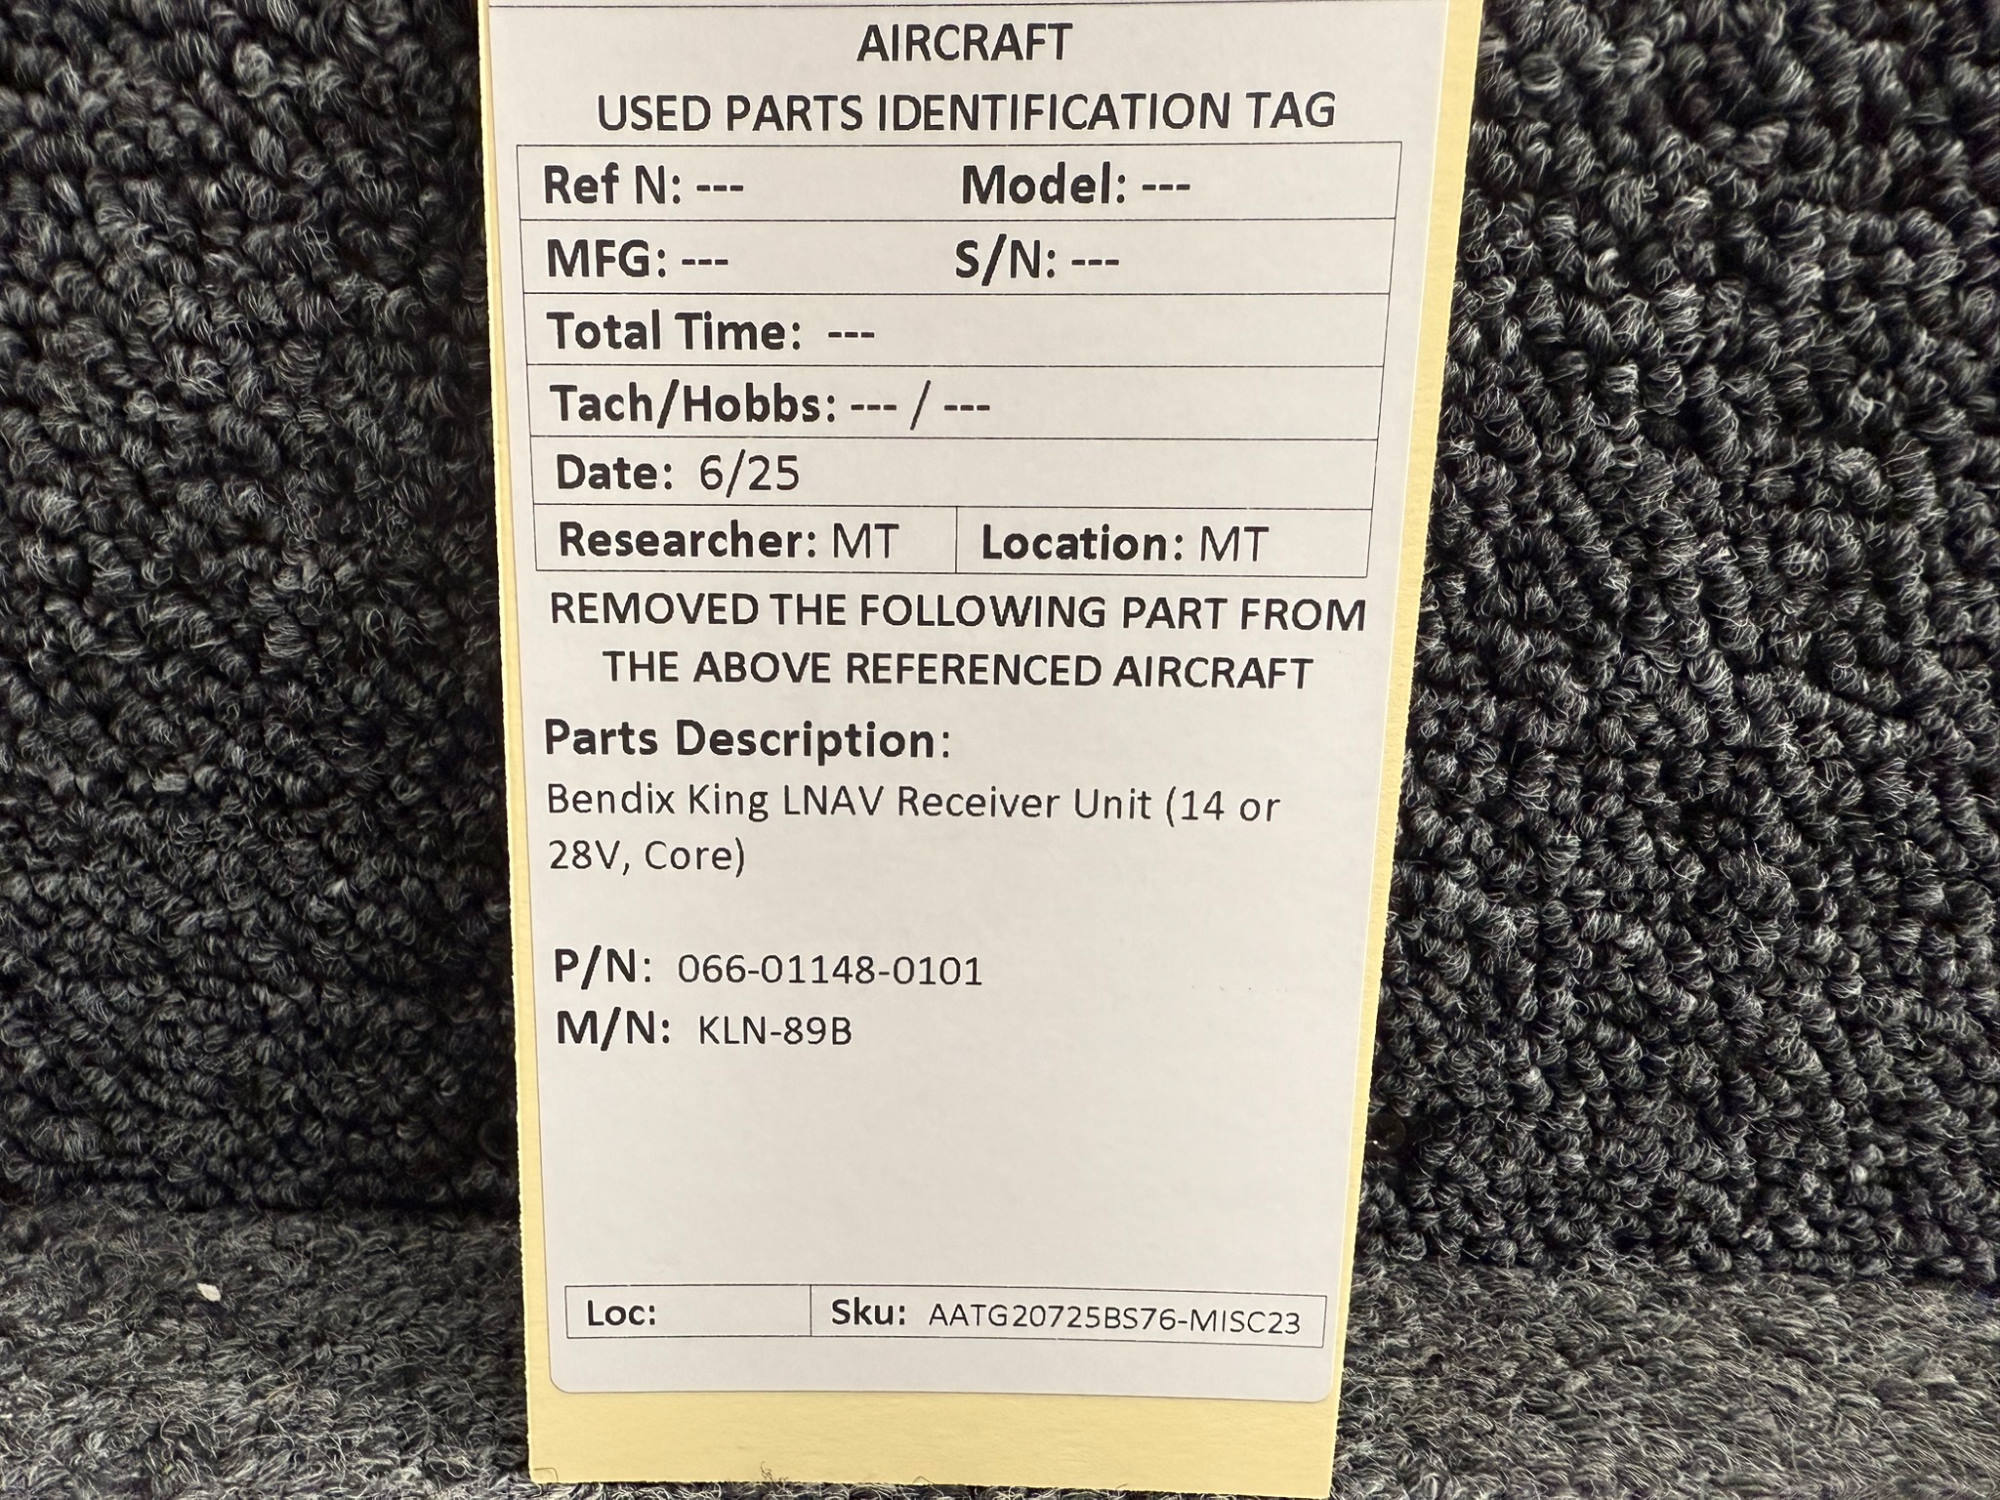 AIRCRAFT
USED PARTS IDENTIFICATION TAG
Ref N: --- Model: ---
MFG: --- S/N: ---
Total Time: ---
Tach/Hobbs: --- / ---
Date: 6/25
Researcher: MT Location: MT
REMOVED THE FOLLOWING PART FROM
THE ABOVE REFERENCED AIRCRAFT
Parts Description:
Bendix King LNAV Receiver Unit (14 or
28V, Core)
P/N: 066-01148-0101
M/N: KLN-89B
Loc: Sku: AATG20725BS76-MISC23